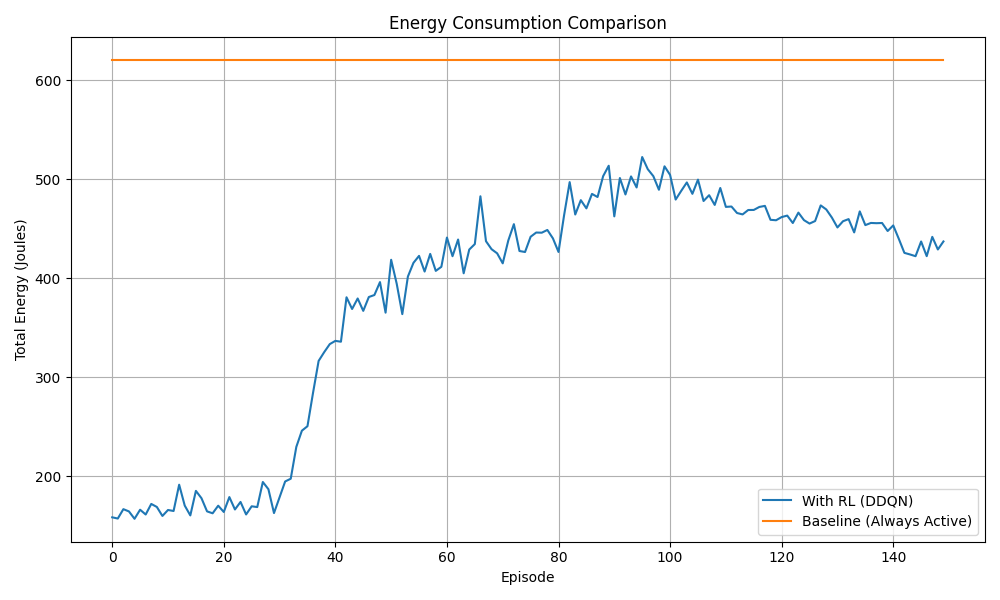 Energy Consumption Comparison
Total Energy (Joules)
600
500
400
300
200
0 20 40 60 80 100 120 140
Episode
With RL (DDQN)
Baseline (Always Active)